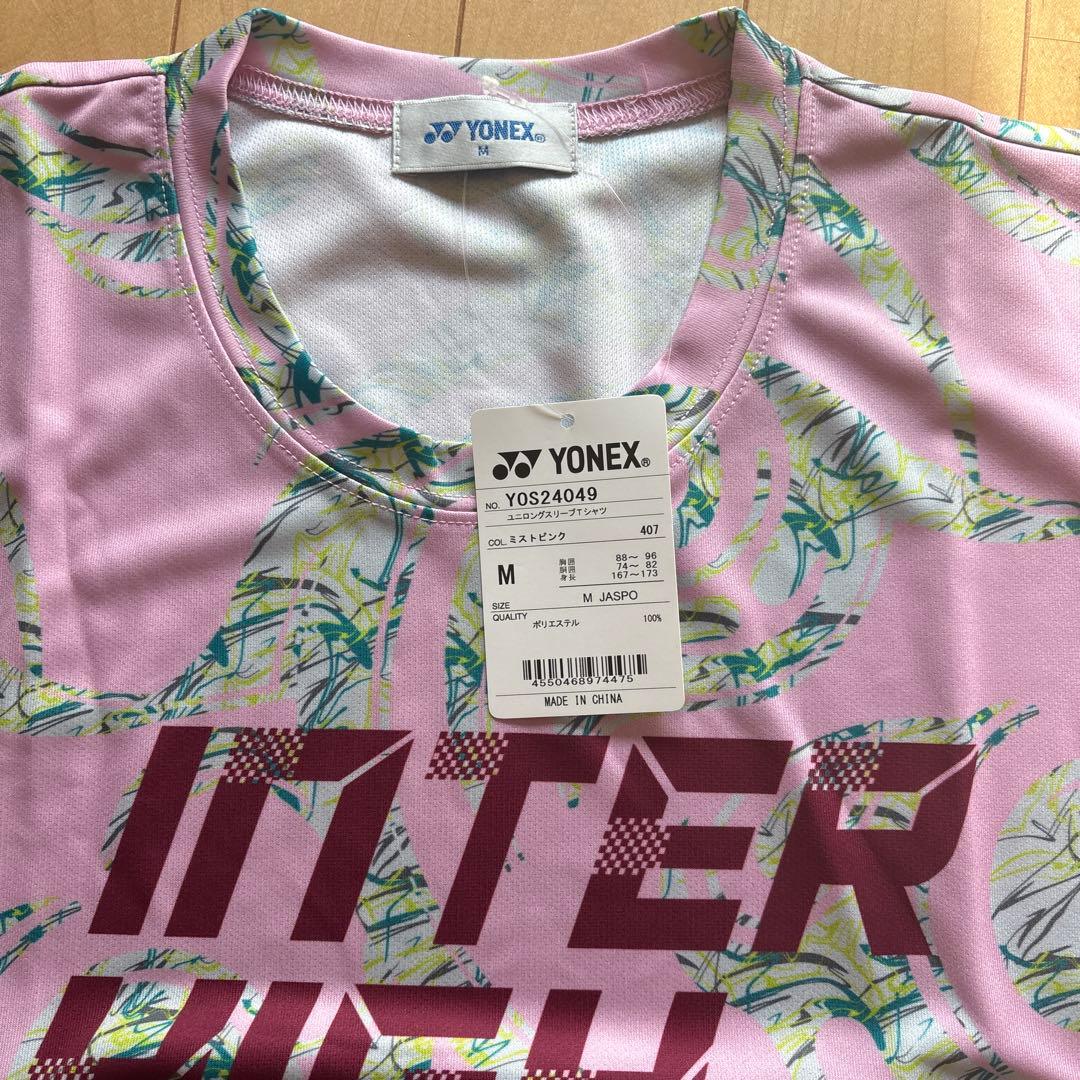 YONEX®
M
YONEX®
NO. YOS24049
ユニロングスリーブTシャツ
COL. ミストピンク 407
M 胸囲 88～ 96
胴囲 74～ 82
身長 167～173
SIZE M JASPO
QUALITY ポリエステル 100%
4550468974475
MADE IN CHINA
INTER
HIGH